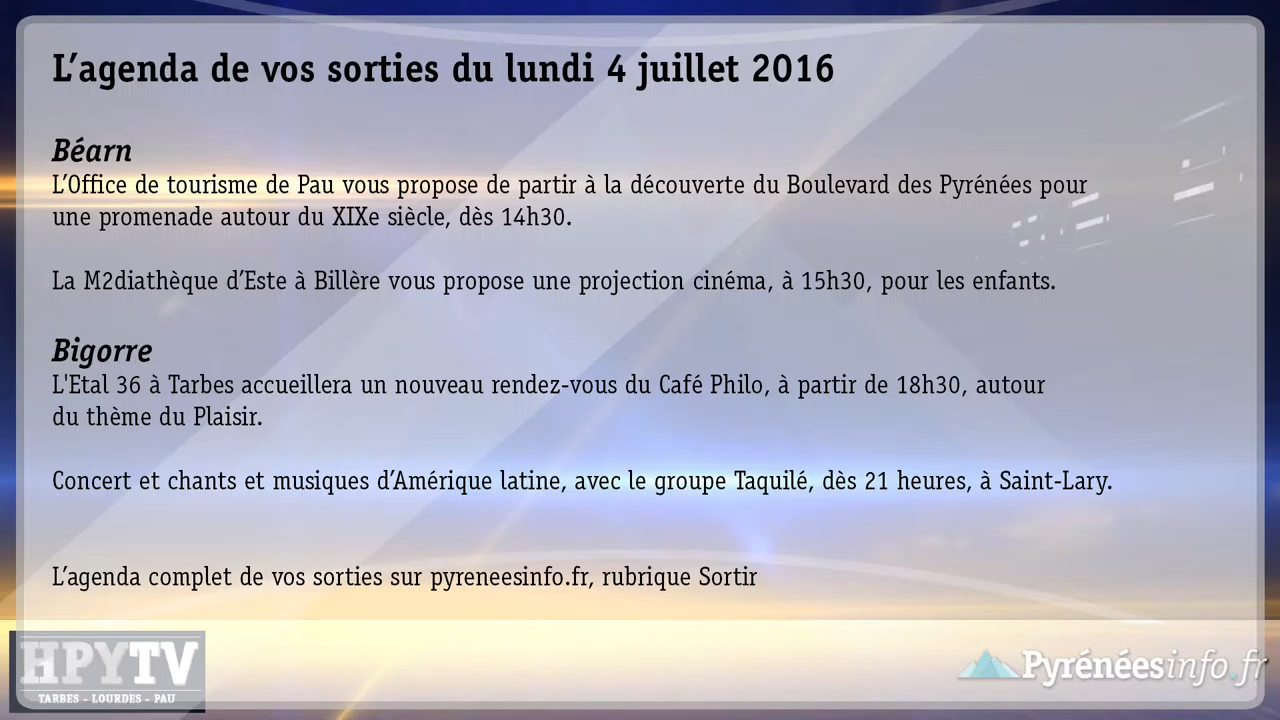 L’agenda de vos sorties du lundi 4 juillet 2016
Béarn
L’Office de tourisme de Pau vous propose de partir à la découverte du Boulevard des Pyrénées pour
une promenade autour du XIXe siècle, dès 14h30.
La M2diathèque d’Este à Billère vous propose une projection cinéma, à 15h30, pour les enfants.
Bigorre
L'Etal 36 à Tarbes accueillera un nouveau rendez-vous du Café Philo, à partir de 18h30, autour
du thème du Plaisir.
Concert et chants et musiques d’Amérique latine, avec le groupe Taquilé, dès 21 heures, à Saint-Lary.
L’agenda complet de vos sorties sur pyreneesinfo.fr, rubrique Sortir
HPYTV
TARBES - LOURDES - PAU
Pyrénéesinfo.fr